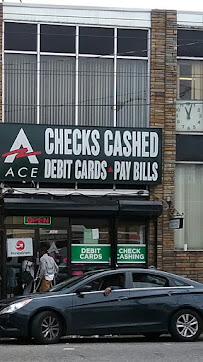 CHECKS CASHED
DEBIT CARDS PAY BILLS
ACE
OPEN
DEBIT
CARDS
CHECK
CASHING